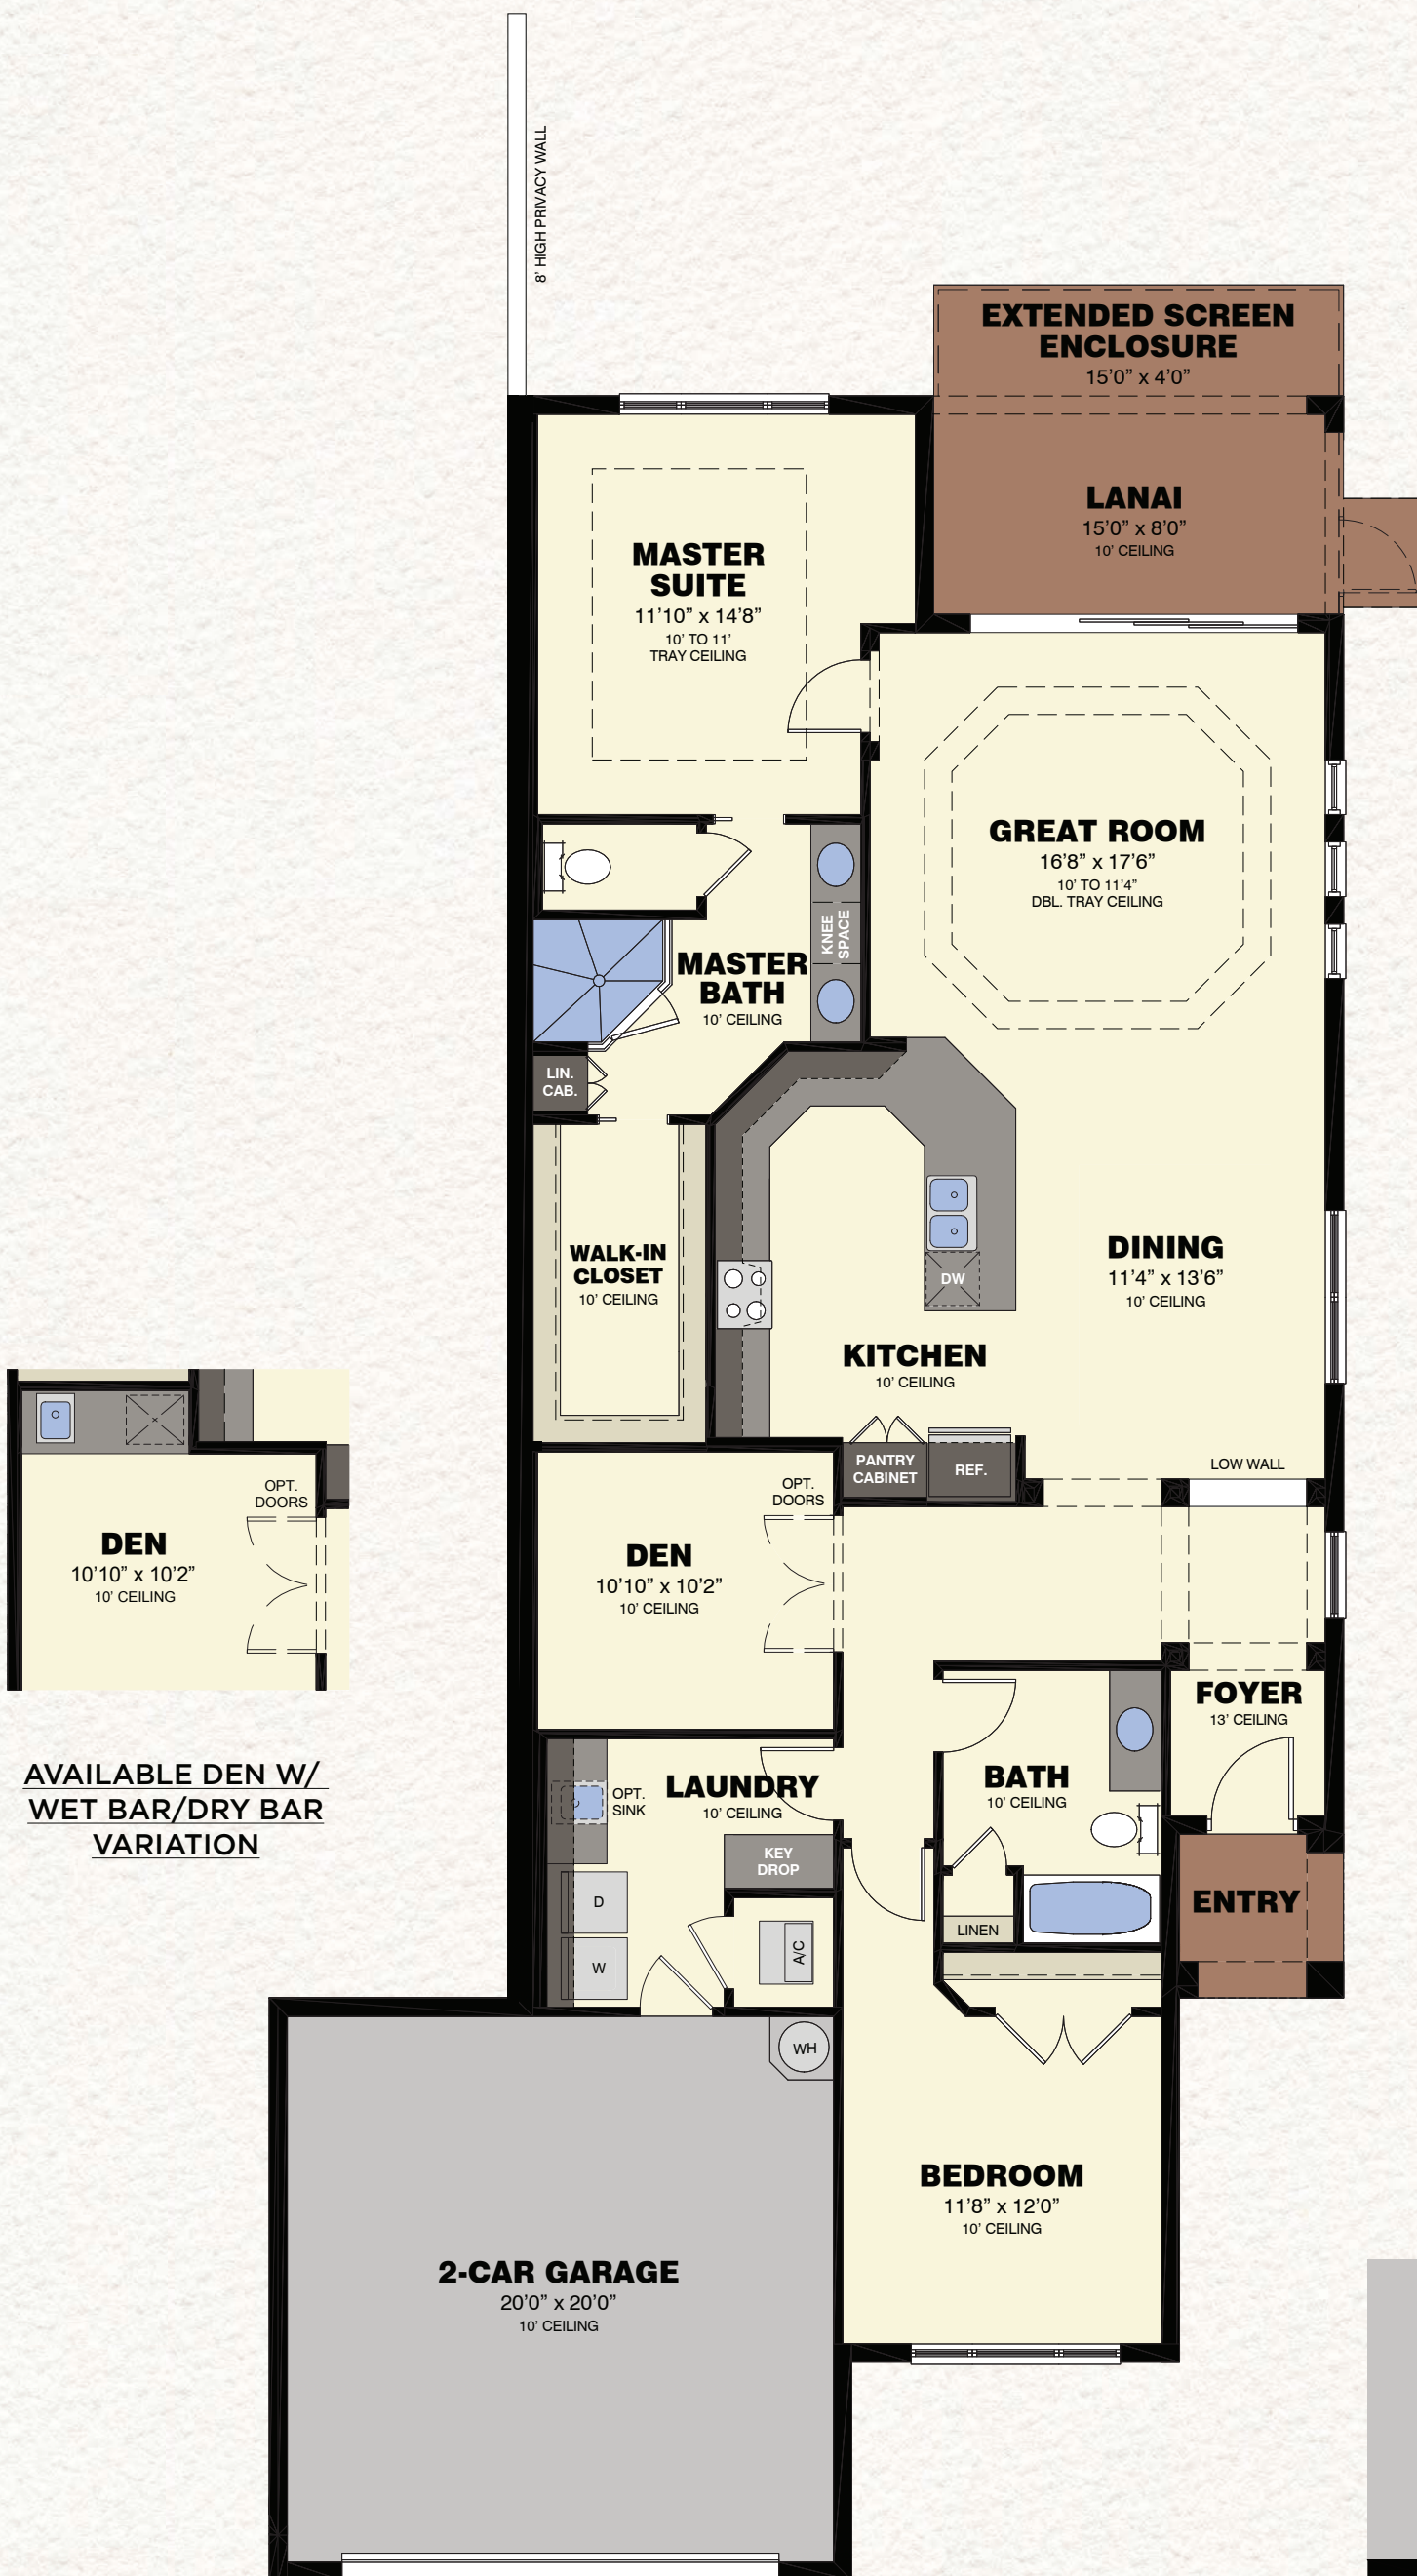 8’ HIGH PRIVACY WALL
EXTENDED SCREEN
ENCLOSURE
15’0” x 4’0”
LANAI
15’0” x 8’0”
10’ CEILING
MASTER
SUITE
11’10” x 14’8”
10’ TO 11’
TRAY CEILING
GREAT ROOM
16’8” x 17’6”
10’ TO 11’4”
DBL. TRAY CEILING
KNEE
SPACE
MASTER
BATH
10’ CEILING
LIN.
CAB.
WALK-IN
CLOSET
10’ CEILING
DW
DINING
11’4” x 13’6”
10’ CEILING
KITCHEN
10’ CEILING
PANTRY
CABINET
REF.
LOW WALL
OPT.
DOORS
DEN
10’10” x 10’2”
10’ CEILING
OPT.
DOORS
DEN
10’10” x 10’2”
10’ CEILING
AVAILABLE DEN W/
WET BAR/DRY BAR
VARIATION
FOYER
13’ CEILING
LAUNDRY
10’ CEILING
OPT.
SINK
BATH
10’ CEILING
KEY
DROP
D
W
A/C
LINEN
ENTRY
WH
BEDROOM
11’8” x 12’0”
10’ CEILING
2-CAR GARAGE
20’0” x 20’0”
10’ CEILING